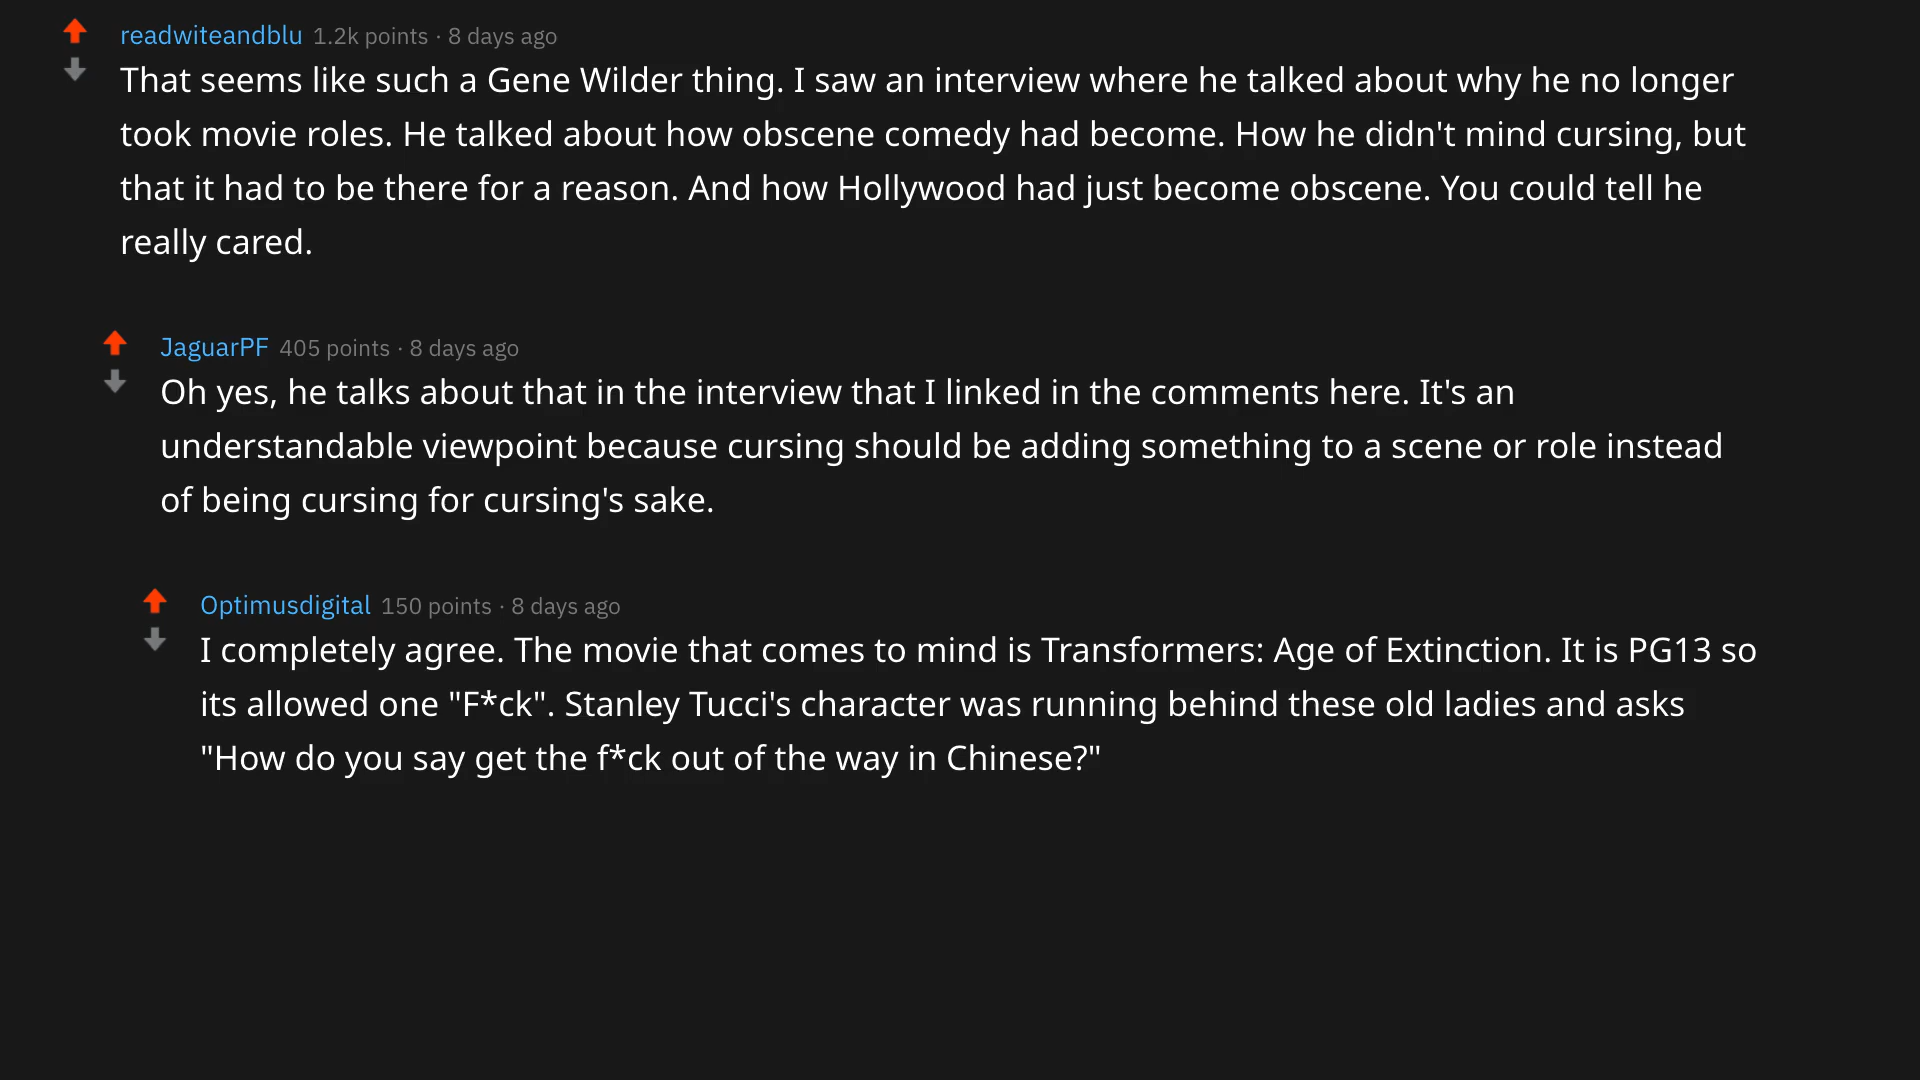 readwiteandblu 1.2k points · 8 days ago
That seems like such a Gene Wilder thing. I saw an interview where he talked about why he no longer
took movie roles. He talked about how obscene comedy had become. How he didn't mind cursing, but
that it had to be there for a reason. And how Hollywood had just become obscene. You could tell he
really cared.
JaguarPF 405 points · 8 days ago
Oh yes, he talks about that in the interview that I linked in the comments here. It's an
understandable viewpoint because cursing should be adding something to a scene or role instead
of being cursing for cursing's sake.
Optimusdigital 150 points · 8 days ago
I completely agree. The movie that comes to mind is Transformers: Age of Extinction. It is PG13 so
its allowed one "F*ck". Stanley Tucci's character was running behind these old ladies and asks
"How do you say get the f*ck out of the way in Chinese?"